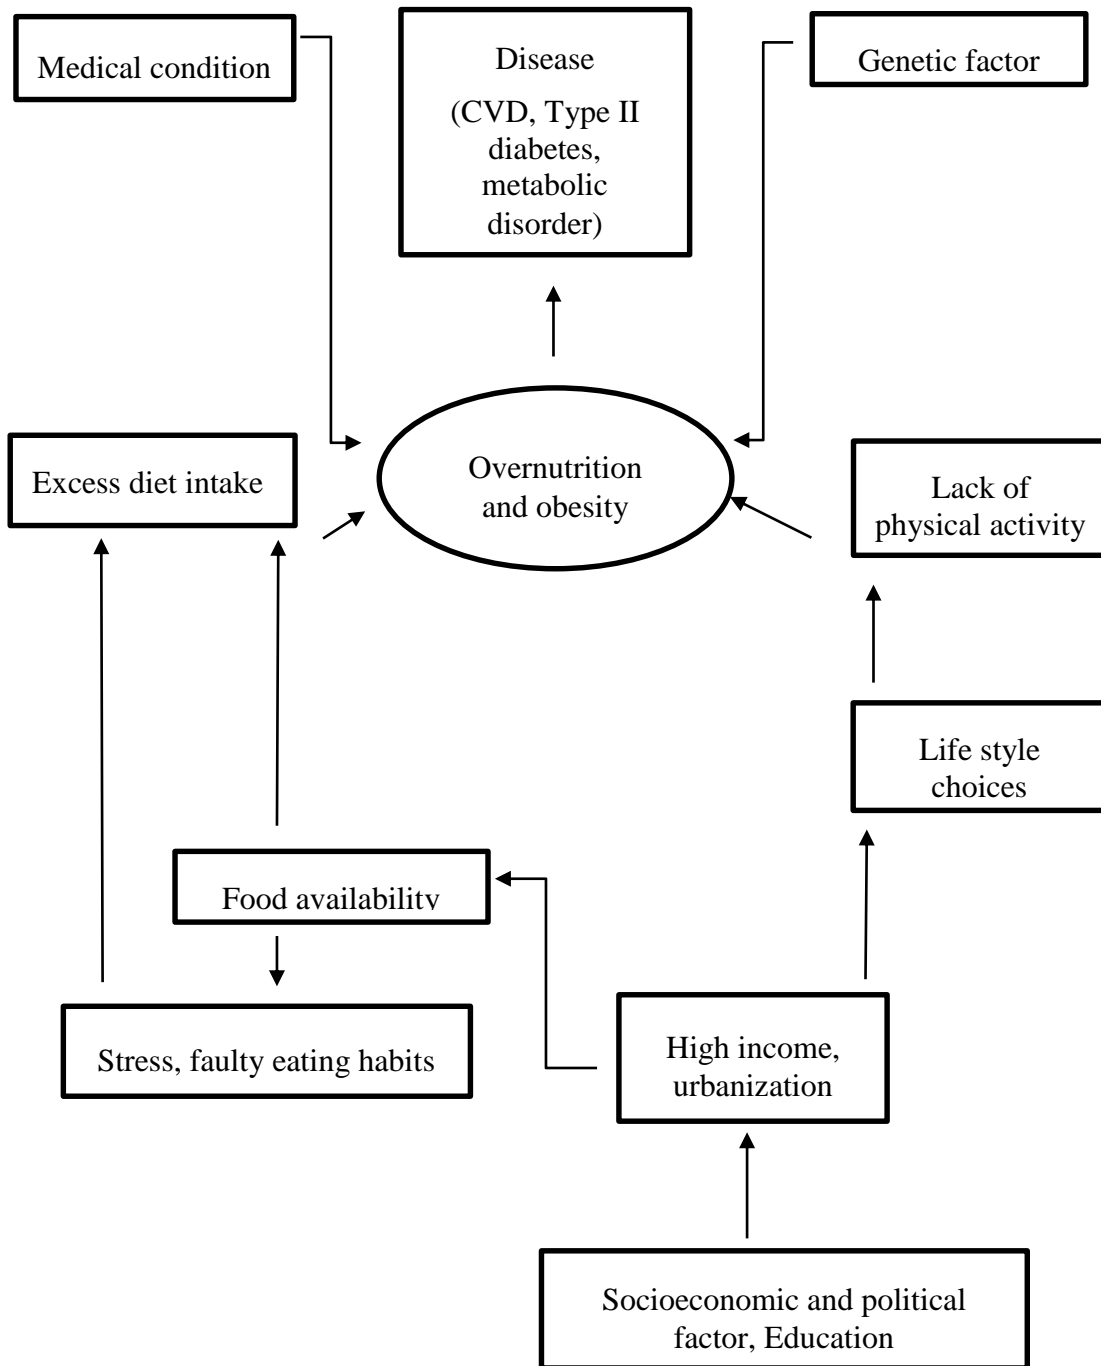 Medical condition
Disease
(CVD, Type II
diabetes,
metabolic
disorder)
Genetic factor
Excess diet intake
Overnutrition
and obesity
Lack of
physical activity
Life style
choices
Food availability
Stress, faulty eating habits
High income,
urbanization
Socioeconomic and political
factor, Education